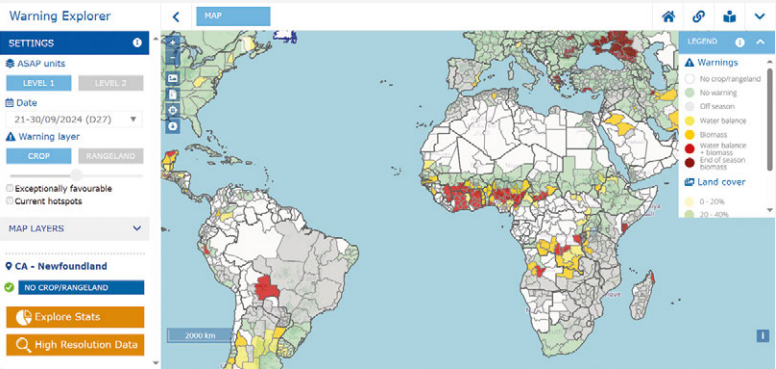 Warning Explorer
MAP
SETTINGS
ASAP units
LEVEL 1
LEVEL 2
Date
21-30/09/2024 (D27)
Warning layer
CROP
RANGELAND
Exceptionally favourable
Current hotspots
MAP LAYERS
CA - Newfoundland
NO CROP/RANGELAND
Explore Stats
High Resolution Data
2000 km
LEGEND
Warnings
No crop/rangeland
No warning
Off season
Water balance
Biomass
Water balance
+ biomass
End of season
biomass
Land cover
0 - 20%
20 - 40%